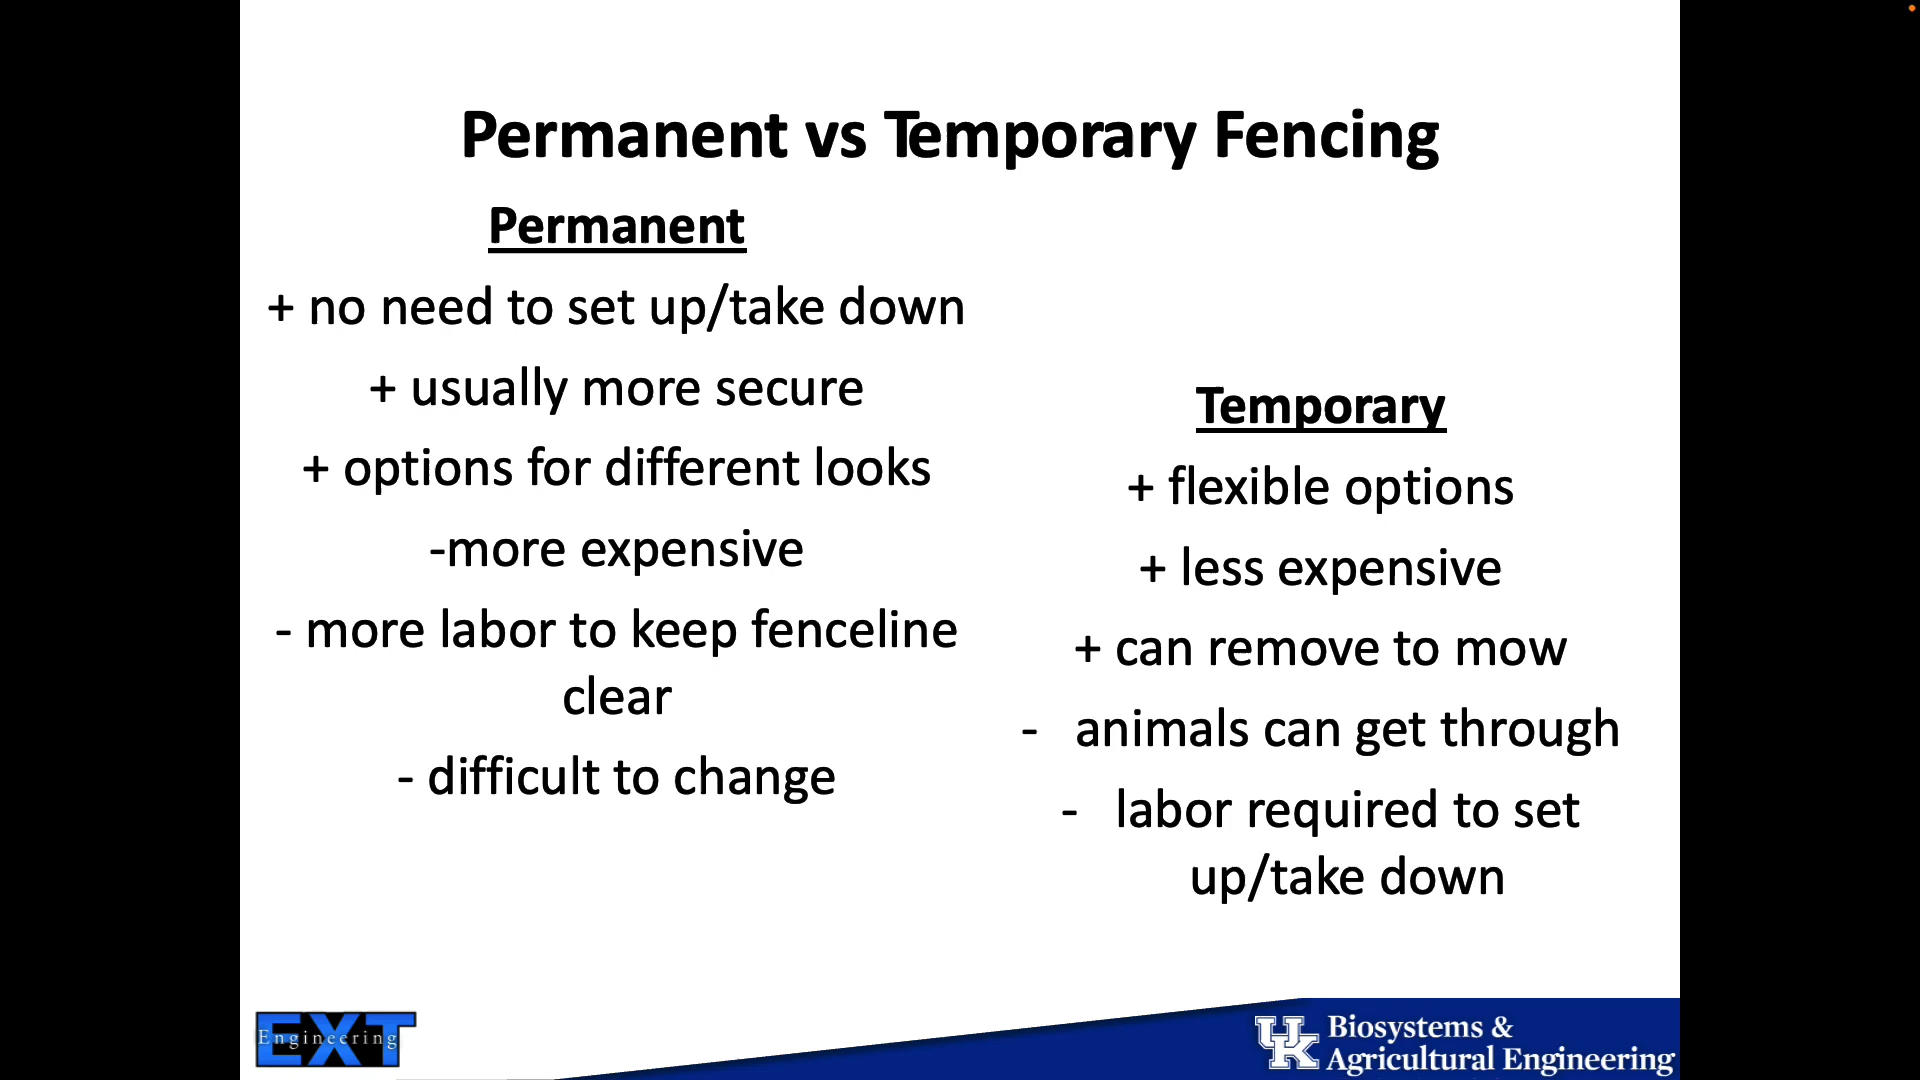 Permanent vs Temporary Fencing
Permanent
+ no need to set up/take down
+ usually more secure
+ options for different looks
-more expensive
- more labor to keep fenceline
clear
- difficult to change
Temporary
+ flexible options
+ less expensive
+ can remove to mow
- animals can get through
- labor required to set
up/take down
EXT
Engineering
UK
Biosystems &
Agricultural Engineering